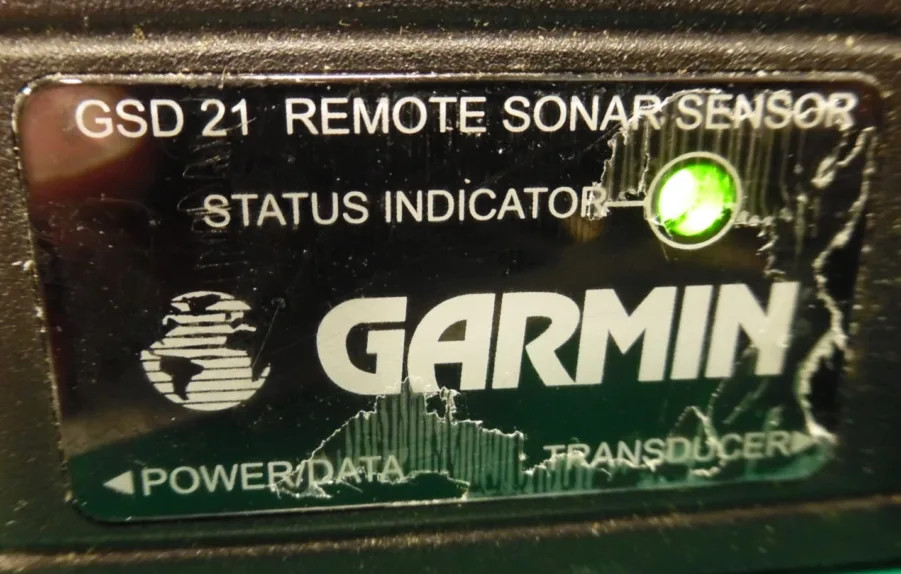 GSD 21 REMOTE SONAR SENSOR
STATUS INDICATOR
GARMIN
◀POWER/DATA TRANSDUCER▶